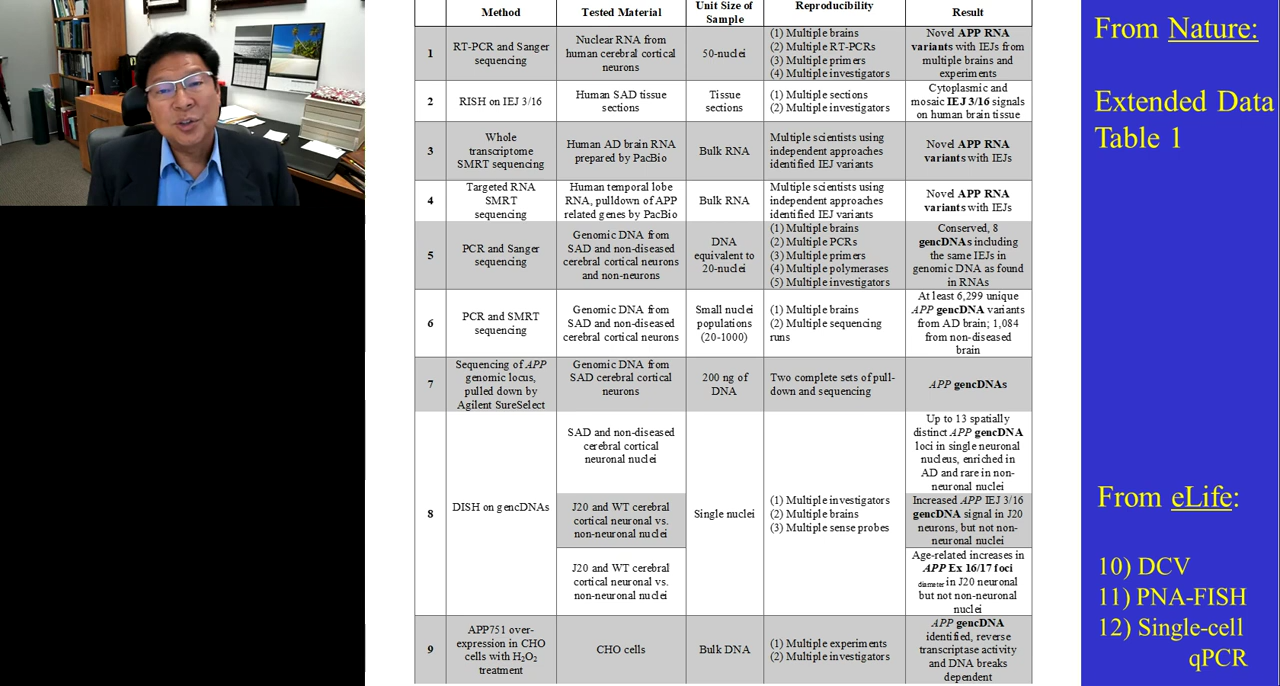 Method
Tested Material
Unit Size of
Sample
Reproducibility
Result
1
RT-PCR and Sanger
sequencing
Nuclear RNA from
human cerebral cortical
neurons
50-nuclei
(1) Multiple brains
(2) Multiple RT-PCRs
(3) Multiple primers
(4) Multiple investigators
Novel APP RNA
variants with IEJs from
multiple brains and
experiments
2
RISH on IEJ 3/16
Human SAD tissue
sections
Tissue
sections
(1) Multiple sections
(2) Multiple investigators
Cytoplasmic and
mosaic IEJ 3/16 signals
on human brain tissue
3
Whole
transcriptome
SMRT sequencing
Human AD brain RNA
prepared by PacBio
Bulk RNA
Multiple scientists using
independent approaches
identified IEJ variants
Novel APP RNA
variants with IEJs
4
Targeted RNA
SMRT
sequencing
Human temporal lobe
RNA, pulldown of APP
related genes by PacBio
Bulk RNA
Multiple scientists using
independent approaches
identified IEJ variants
Novel APP RNA
variants with IEJs
5
PCR and Sanger
sequencing
Genomic DNA from
SAD and non-diseased
cerebral cortical neurons
and non-neurons
DNA
equivalent to
20-nuclei
(1) Multiple brains
(2) Multiple PCRs
(3) Multiple primers
(4) Multiple polymerases
(5) Multiple investigators
Conserved, 8
gencDNAs including
the same IEJs in
genomic DNA as found
in RNAs
6
PCR and SMRT
sequencing
Genomic DNA from
SAD and non-diseased
cerebral cortical neurons
Small nuclei
populations
(20-1000)
(1) Multiple brains
(2) Multiple sequencing
runs
At least 6,299 unique
APP gencDNA variants
from AD brain; 1,084
from non-diseased
brain
7
Sequencing of APP
genomic locus,
pulled down by
Agilent SureSelect
Genomic DNA from
SAD cerebral cortical
neurons
200 ng of
DNA
Two complete sets of pull-
down and sequencing
APP gencDNAs
8
DISH on gencDNAs
SAD and non-diseased
cerebral cortical
neuronal nuclei
Single nuclei
(1) Multiple investigators
(2) Multiple brains
(3) Multiple sense probes
Up to 13 spatially
distinct APP gencDNA
loci in single neuronal
nucleus, enriched in
AD and rare in non-
neuronal nuclei
J20 and WT cerebral
cortical neuronal vs.
non-neuronal nuclei
Increased APP IEJ 3/16
gencDNA signal in J20
neurons, but not non-
neuronal nuclei
J20 and WT cerebral
cortical neuronal vs.
non-neuronal nuclei
Age-related increases in
APP Ex 16/17 foci
diameter in J20 neuronal
but not non-neuronal
nuclei
9
APP751 over-
expression in CHO
cells with H2O2
treatment
CHO cells
Bulk DNA
(1) Multiple experiments
(2) Multiple investigators
APP gencDNA
identified, reverse
transcriptase activity
and DNA breaks
dependent
From Nature:
Extended Data
Table 1
From eLife:
10) DCV
11) PNA-FISH
12) Single-cell
qPCR